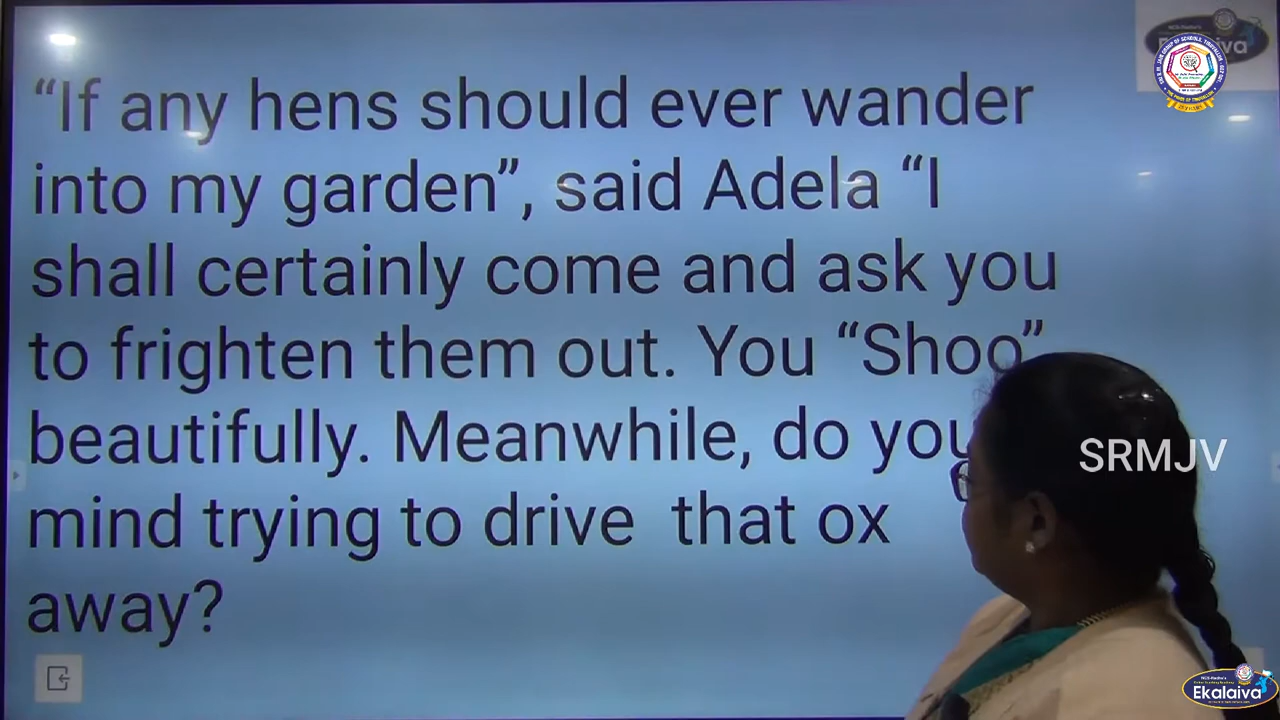 “If any hens should ever wander
into my garden”, said Adela “I
shall certainly come and ask you
to frighten them out. You “Shoo”
beautifully. Meanwhile, do you
mind trying to drive that ox
away?
SRMJV
Ekalaiva